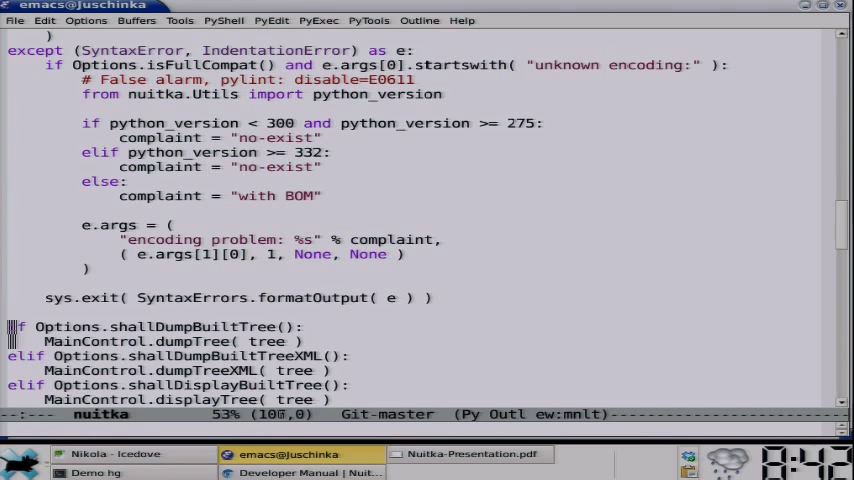 emacs@Juschinka
File Edit Options Buffers Tools PyShell PyEdit PyExec PyTools Outline Help
)
except (SyntaxError, IndentationError) as e:
if Options.isFullCompat() and e.args[0].startswith( "unknown encoding:" ):
# False alarm, pylint: disable=E0611
from nuitka.Utils import python_version
if python_version < 300 and python_version >= 275:
complaint = "no-exist"
elif python_version >= 332:
complaint = "no-exist"
else:
complaint = "with BOM"
e.args = (
"encoding problem: %s" % complaint,
( e.args[1][0], 1, None, None )
)
sys.exit( SyntaxErrors.formatOutput( e ) )
if Options.shallDumpBuiltTree():
MainControl.dumpTree( tree )
elif Options.shallDumpBuiltTreeXML():
MainControl.dumpTreeXML( tree )
elif Options.shallDisplayBuiltTree():
MainControl.displayTree( tree )
--:--- nuitka 53% (107,0) Git-master (Py Outl ew:mnlt)
Nikola - Icedove emacs@Juschinka Nuitka-Presentation.pdf
Demo hg Developer Manual | Nuit... 8:42